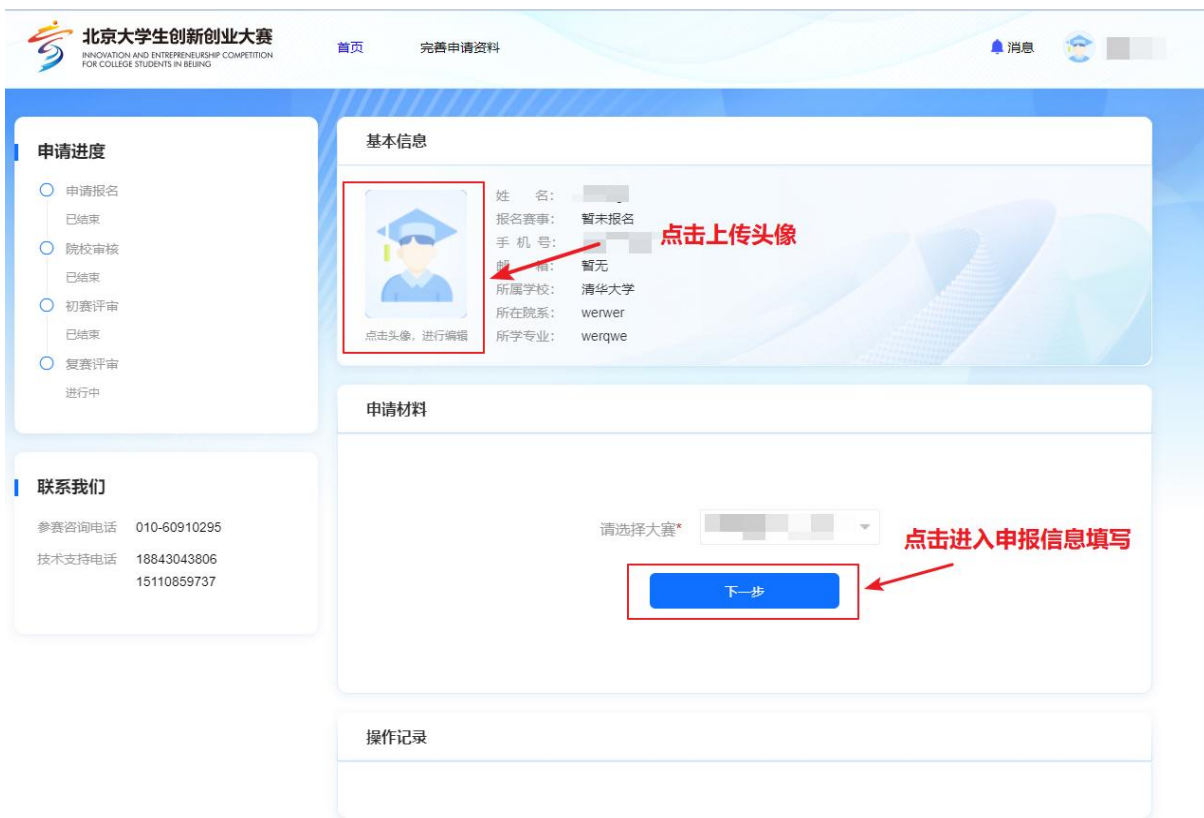 北京大学生创新创业大赛
INNOVATION AND ENTREPRENEURSHIP COMPETITION
FOR COLLEGE STUDENTS IN BEIJING
首页
完善申请资料
消息
申请进度
申请报名
已结束
院校审核
已结束
初赛评审
已结束
复赛评审
进行中
联系我们
参赛咨询电话 010-60910295
技术支持电话 18843043806
15110859737
基本信息
点击头像，进行编辑
姓 名：
报名赛事： 暂未报名
手 机 号：
邮 箱： 暂无
所属学校： 清华大学
所在院系： werwer
所学专业： werqwe
点击上传头像
申请材料
请选择大赛*
下一步
点击进入申报信息填写
操作记录